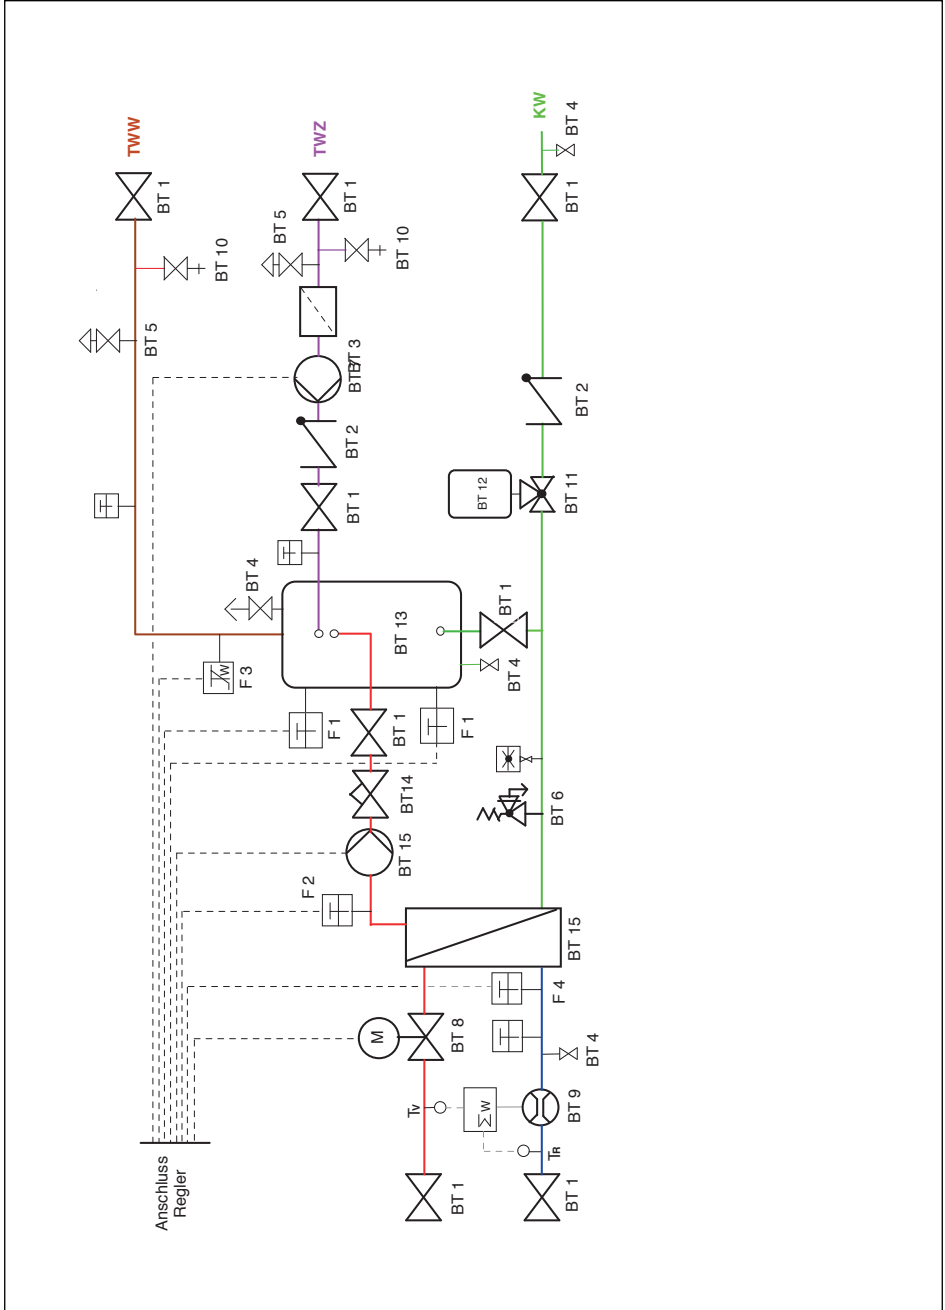 TWW
BT 1
BT 10
BT 5
TWZ
BT 1
BT 5
BT 10
BT 3
BT 2
BT 1
BT 4
F 3
F 1
BT 13
F 1
BT 1
BT14
BT 15
F 2
KW
BT 4
BT 1
BT 2
BT 12
BT 11
BT 1
BT 4
BT 6
BT 15
F 4
M
BT 8
BT 4
BT 9
Tv
ΣW
TR
BT 1
BT 1
Anschluss
Regler
W